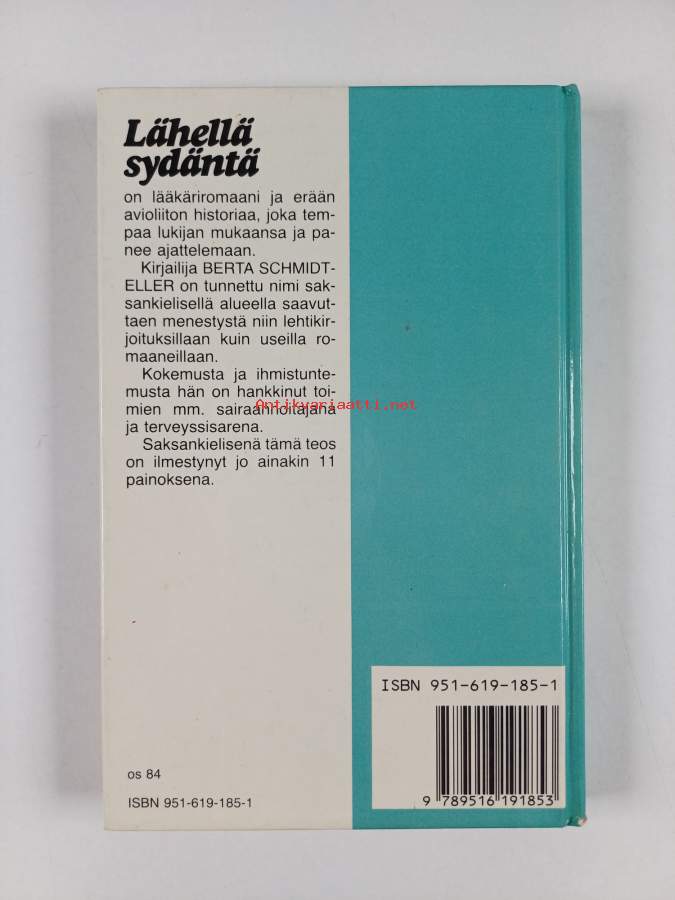 Lähellä
sydäntä
on lääkäriromaani ja erään
avioliiton historiaa, joka tem-
paa lukijan mukaansa ja pa-
nee ajattelemaan.
Kirjailija BERTA SCHMIDT-
ELLER on tunnettu nimi sak-
sankielisellä alueella saavut-
taen menestystä niin lehtikir-
joituksillaan kuin useilla ro-
maaneillaan.
Kokemusta ja ihmistunte-
musta hän on hankkinut toi-
mien mm. sairaanhoitajana
ja terveyssisarena.
Saksankielisenä tämä teos
on ilmestynyt jo ainakin 11
painoksena.
Antikvariaatti.net
os 84
ISBN 951-619-185-1
ISBN 951-619-185-1
9 789516 191853